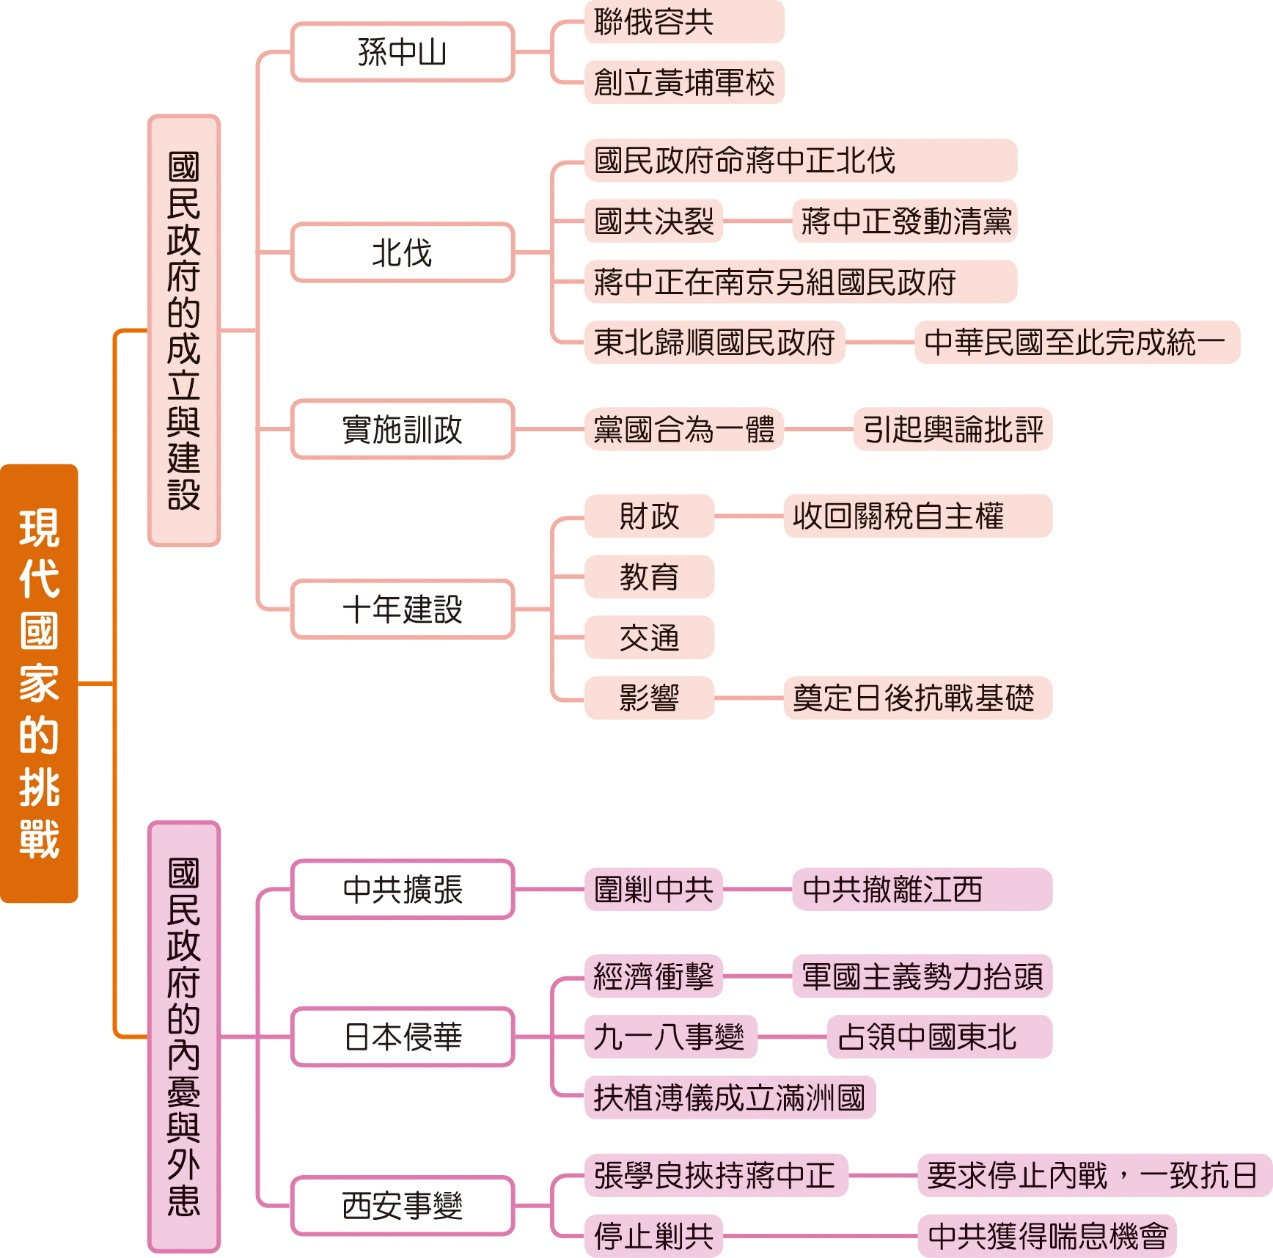 現代國家的挑戰
國民政府的成立與建設
孫中山
聯俄容共
創立黃埔軍校
北伐
國民政府命蔣中正北伐
國共決裂
蔣中正發動清黨
蔣中正在南京另組國民政府
東北歸順國民政府
中華民國至此完成統一
實施訓政
黨國合為一體
引起輿論批評
十年建設
財政
收回關稅自主權
教育
交通
影響
奠定日後抗戰基礎
國民政府的內憂與外患
中共擴張
圍剿中共
中共撤離江西
日本侵華
經濟衝擊
軍國主義勢力抬頭
九一八事變
占領中國東北
扶植溥儀成立滿洲國
西安事變
張學良挾持蔣中正
要求停止內戰，一致抗日
停止剿共
中共獲得喘息機會